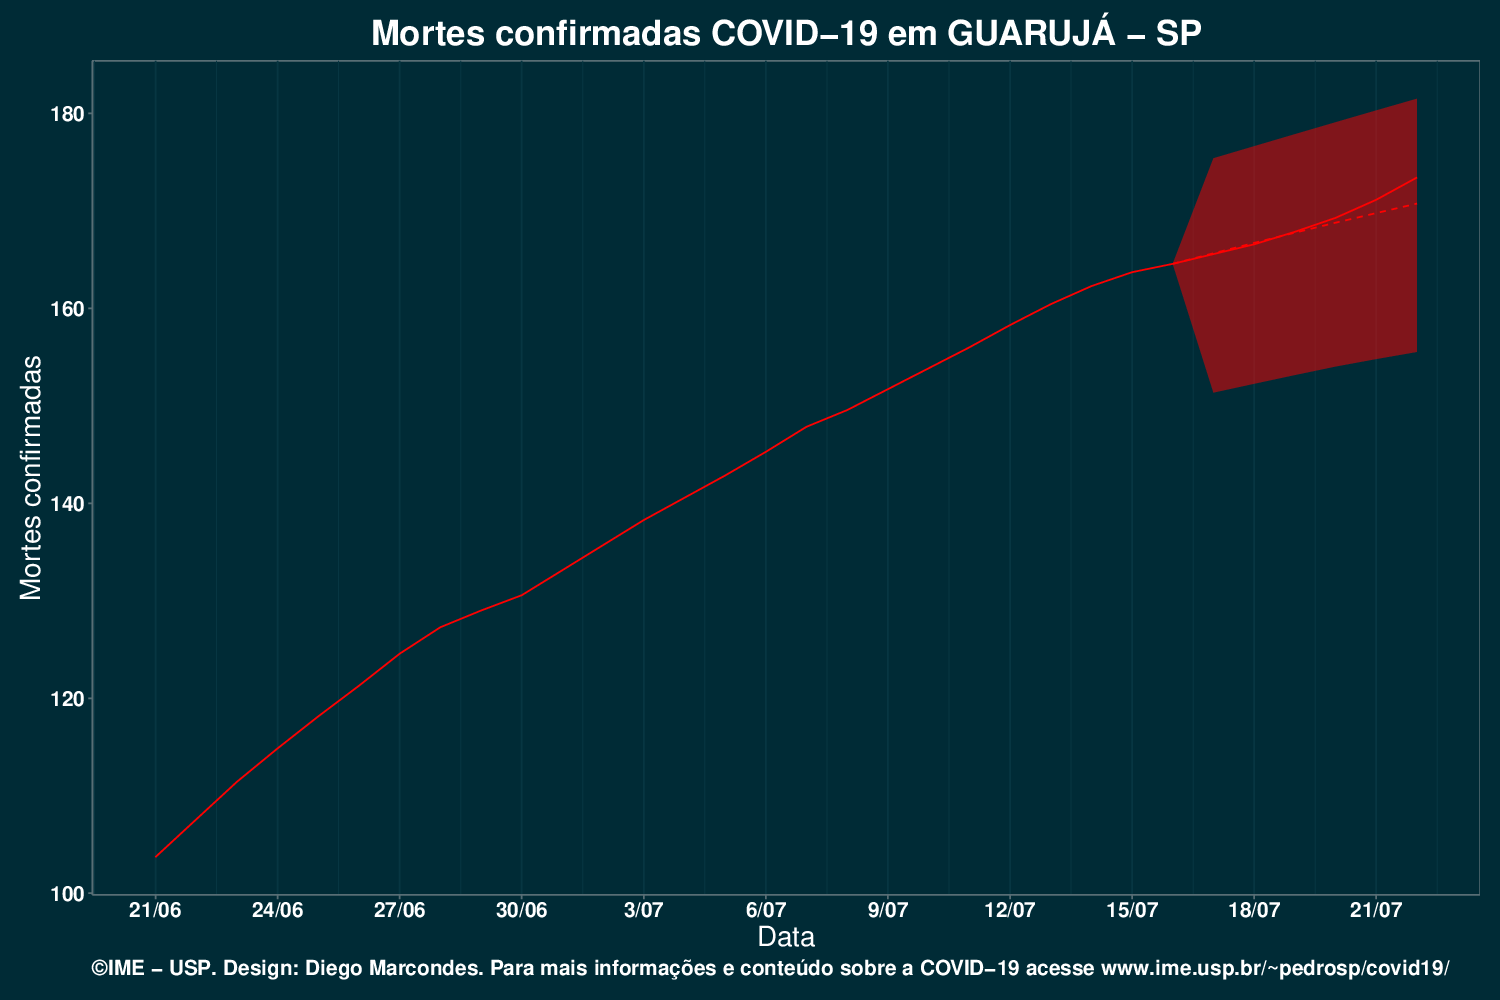 Mortes confirmadas COVID−19 em GUARUJÁ − SP
Mortes confirmadas
180
160
140
120
100
21/06 24/06 27/06 30/06 3/07 6/07 9/07 12/07 15/07 18/07 21/07
Data
©IME − USP. Design: Diego Marcondes. Para mais informações e conteúdo sobre a COVID−19 acesse www.ime.usp.br/~pedrosp/covid19/